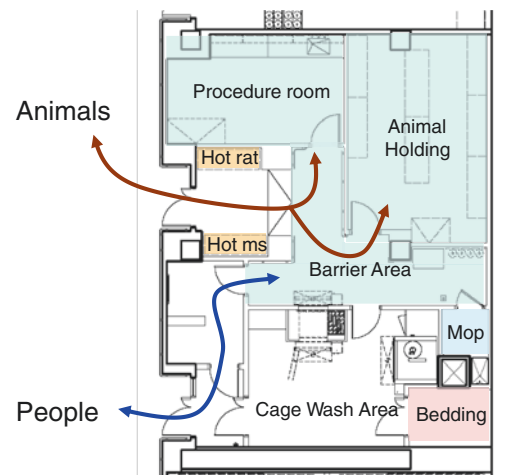 Procedure room
Animals
Animal
Holding
Hot rat
Hot ms
Barrier Area
Mop
People
Cage Wash Area
Bedding